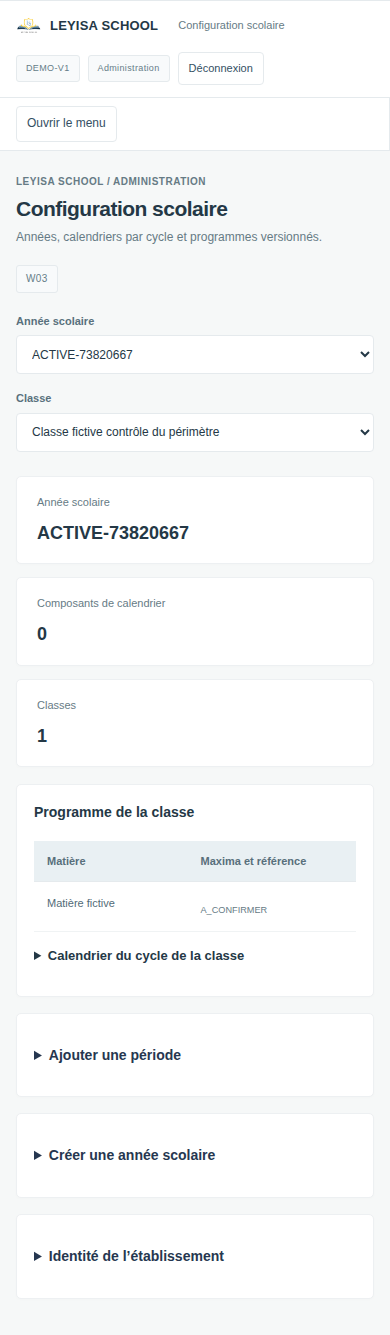 LEYISA SCHOOL Configuration scolaire
DEMO-V1 Administration Déconnexion
Ouvrir le menu
LEYISA SCHOOL / ADMINISTRATION
Configuration scolaire
Années, calendriers par cycle et programmes versionnés.
W03
Année scolaire
ACTIVE-73820667
Classe
Classe fictive contrôle du périmètre
Année scolaire
ACTIVE-73820667
Composants de calendrier
0
Classes
1
Programme de la classe
Matière Maxima et référence
Matière fictive A_CONFIRMER
Calendrier du cycle de la classe
Ajouter une période
Créer une année scolaire
Identité de l’établissement